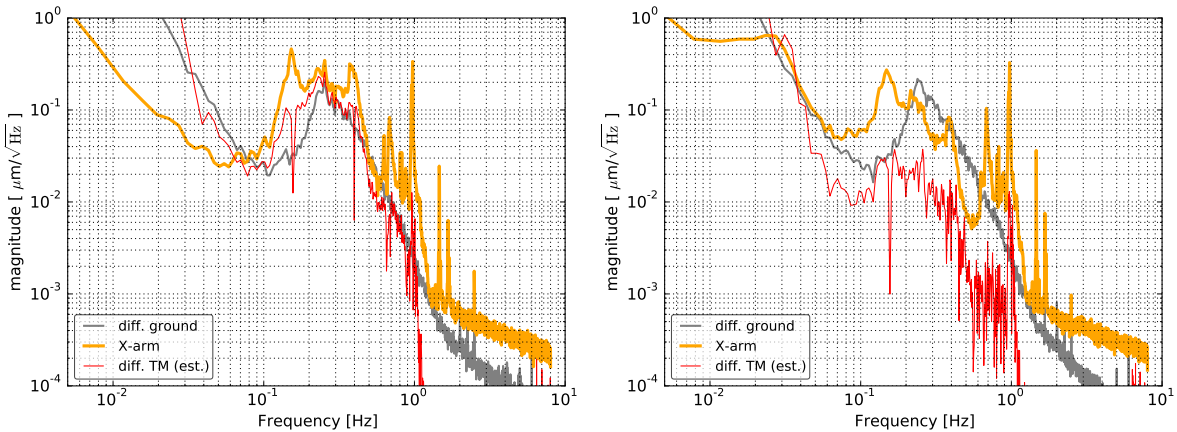 10^0
10^-1
10^-2
10^-3
10^-4
magnitude [ μm/√Hz ]
10^-2
10^-1
10^0
10^1
Frequency [Hz]
diff. ground
X-arm
diff. TM (est.)
10^0
10^-1
10^-2
10^-3
10^-4
magnitude [ μm/√Hz ]
10^-2
10^-1
10^0
10^1
Frequency [Hz]
diff. ground
X-arm
diff. TM (est.)